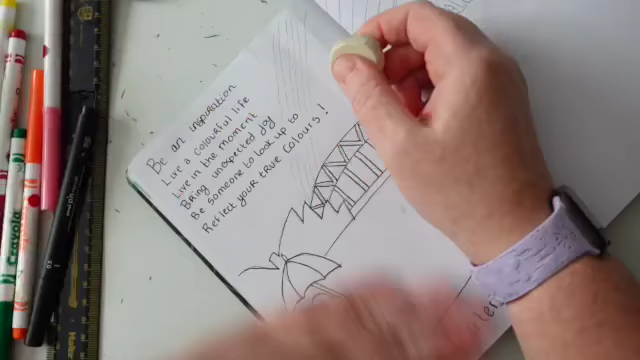 Be an inspiration
Live a colourful life
Live in the moment
Bring unexpected joy
Be someone to look up to
Reflect your true colours!
Crayola